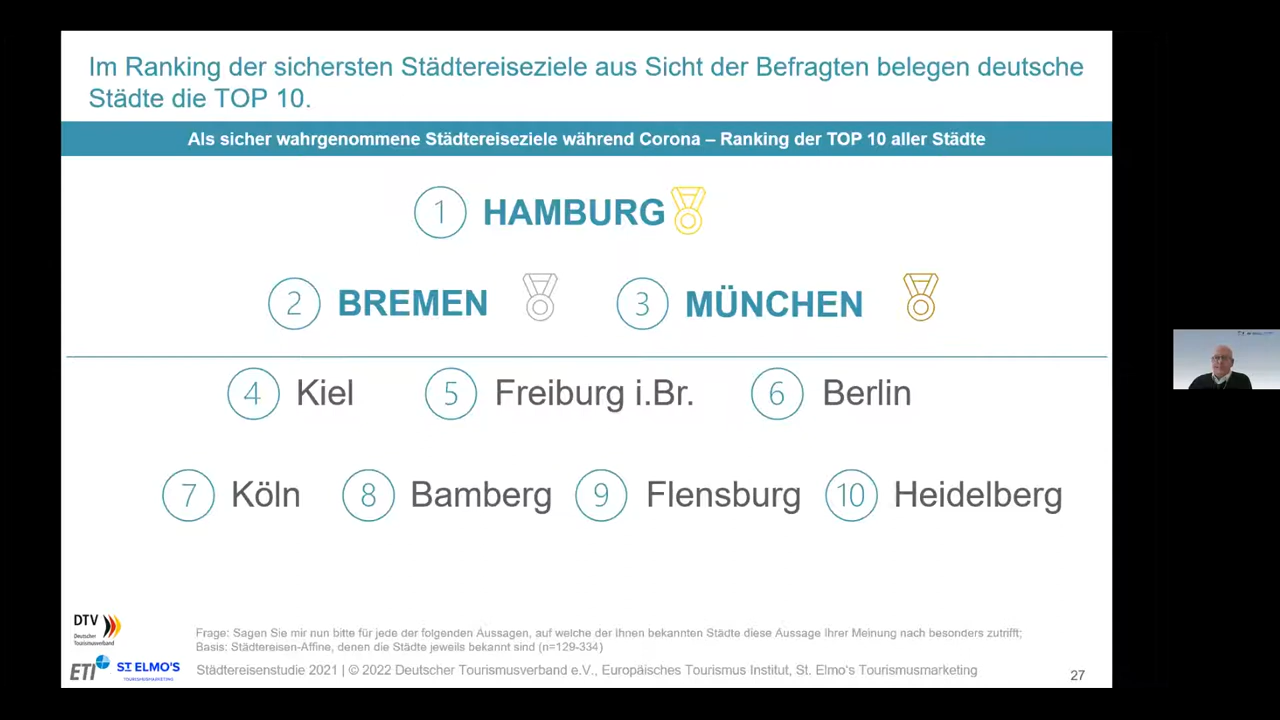 Im Ranking der sichersten Städtereiseziele aus Sicht der Befragten belegen deutsche
Städte die TOP 10.
Als sicher wahrgenommene Städtereiseziele während Corona – Ranking der TOP 10 aller Städte
1 HAMBURG
2 BREMEN 3 MÜNCHEN
4 Kiel 5 Freiburg i.Br. 6 Berlin
7 Köln 8 Bamberg 9 Flensburg 10 Heidelberg
DTV
Deutscher
Tourismusverband
Frage: Sagen Sie mir nun bitte für jede der folgenden Aussagen, auf welche der Ihnen bekannten Städte diese Aussage Ihrer Meinung nach besonders zutrifft;
Basis: Städtereisen-Affine, denen die Städte jeweils bekannt sind (n=129-334)
ETI ST ELMO'S
TOURISMUSMARKETING
Städtereisenstudie 2021 | © 2022 Deutscher Tourismusverband e.V., Europäisches Tourismus Institut, St. Elmo's Tourismusmarketing
27